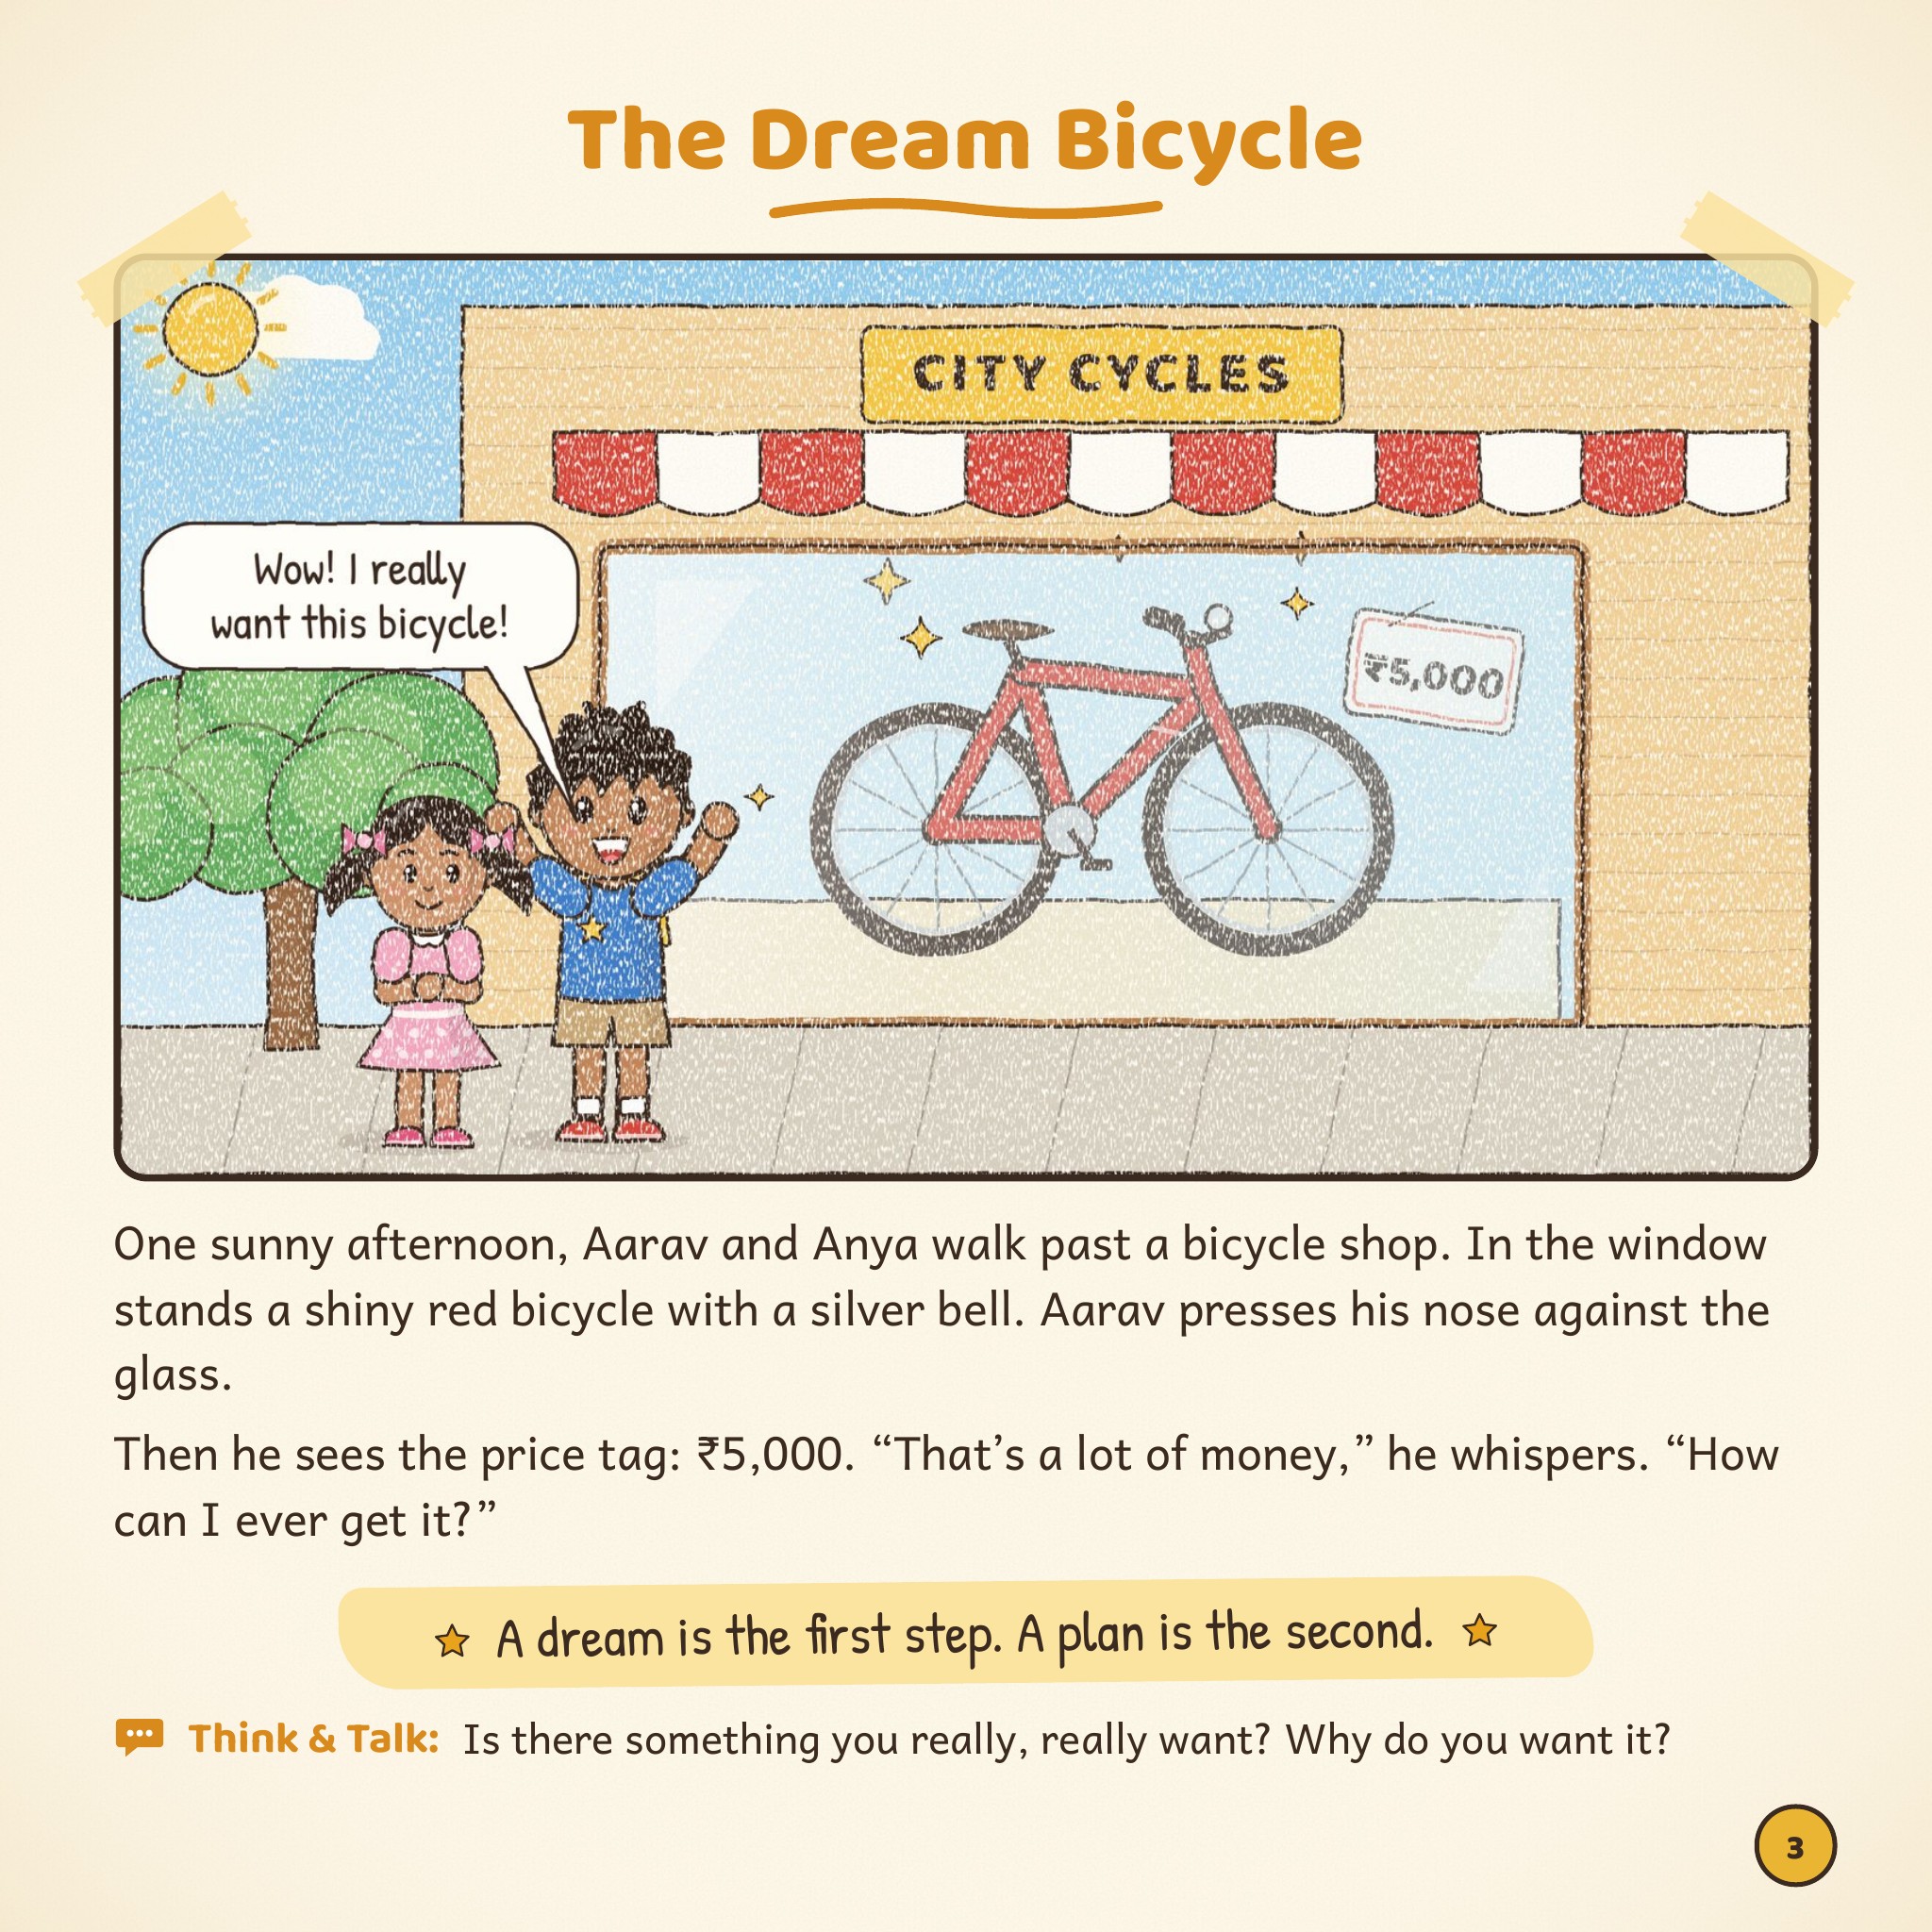 The Dream Bicycle
CITY CYCLES
Wow! I really
want this bicycle!
₹5,000
One sunny afternoon, Aarav and Anya walk past a bicycle shop. In the window
stands a shiny red bicycle with a silver bell. Aarav presses his nose against the
glass.
Then he sees the price tag: ₹5,000. “That’s a lot of money,” he whispers. “How
can I ever get it?”
A dream is the first step. A plan is the second.
Think & Talk: Is there something you really, really want? Why do you want it?
3